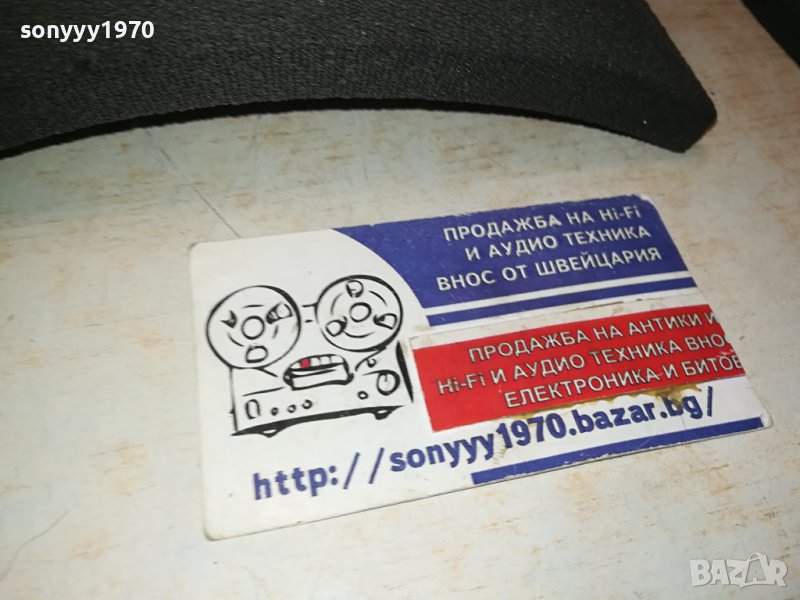 sonyyy1970
ПРОДАЖБА НА Hi-Fi
И АУДИО ТЕХНИКА
ВНОС ОТ ШВЕЙЦАРИЯ
ПРОДАЖБА НА АНТИКИ И
Hi-Fi И АУДИО ТЕХНИКА ВНО
ЕЛЕКТРОНИКА И БИТОВ
http://sonyyy1970.bazar.bg/
BAZAR